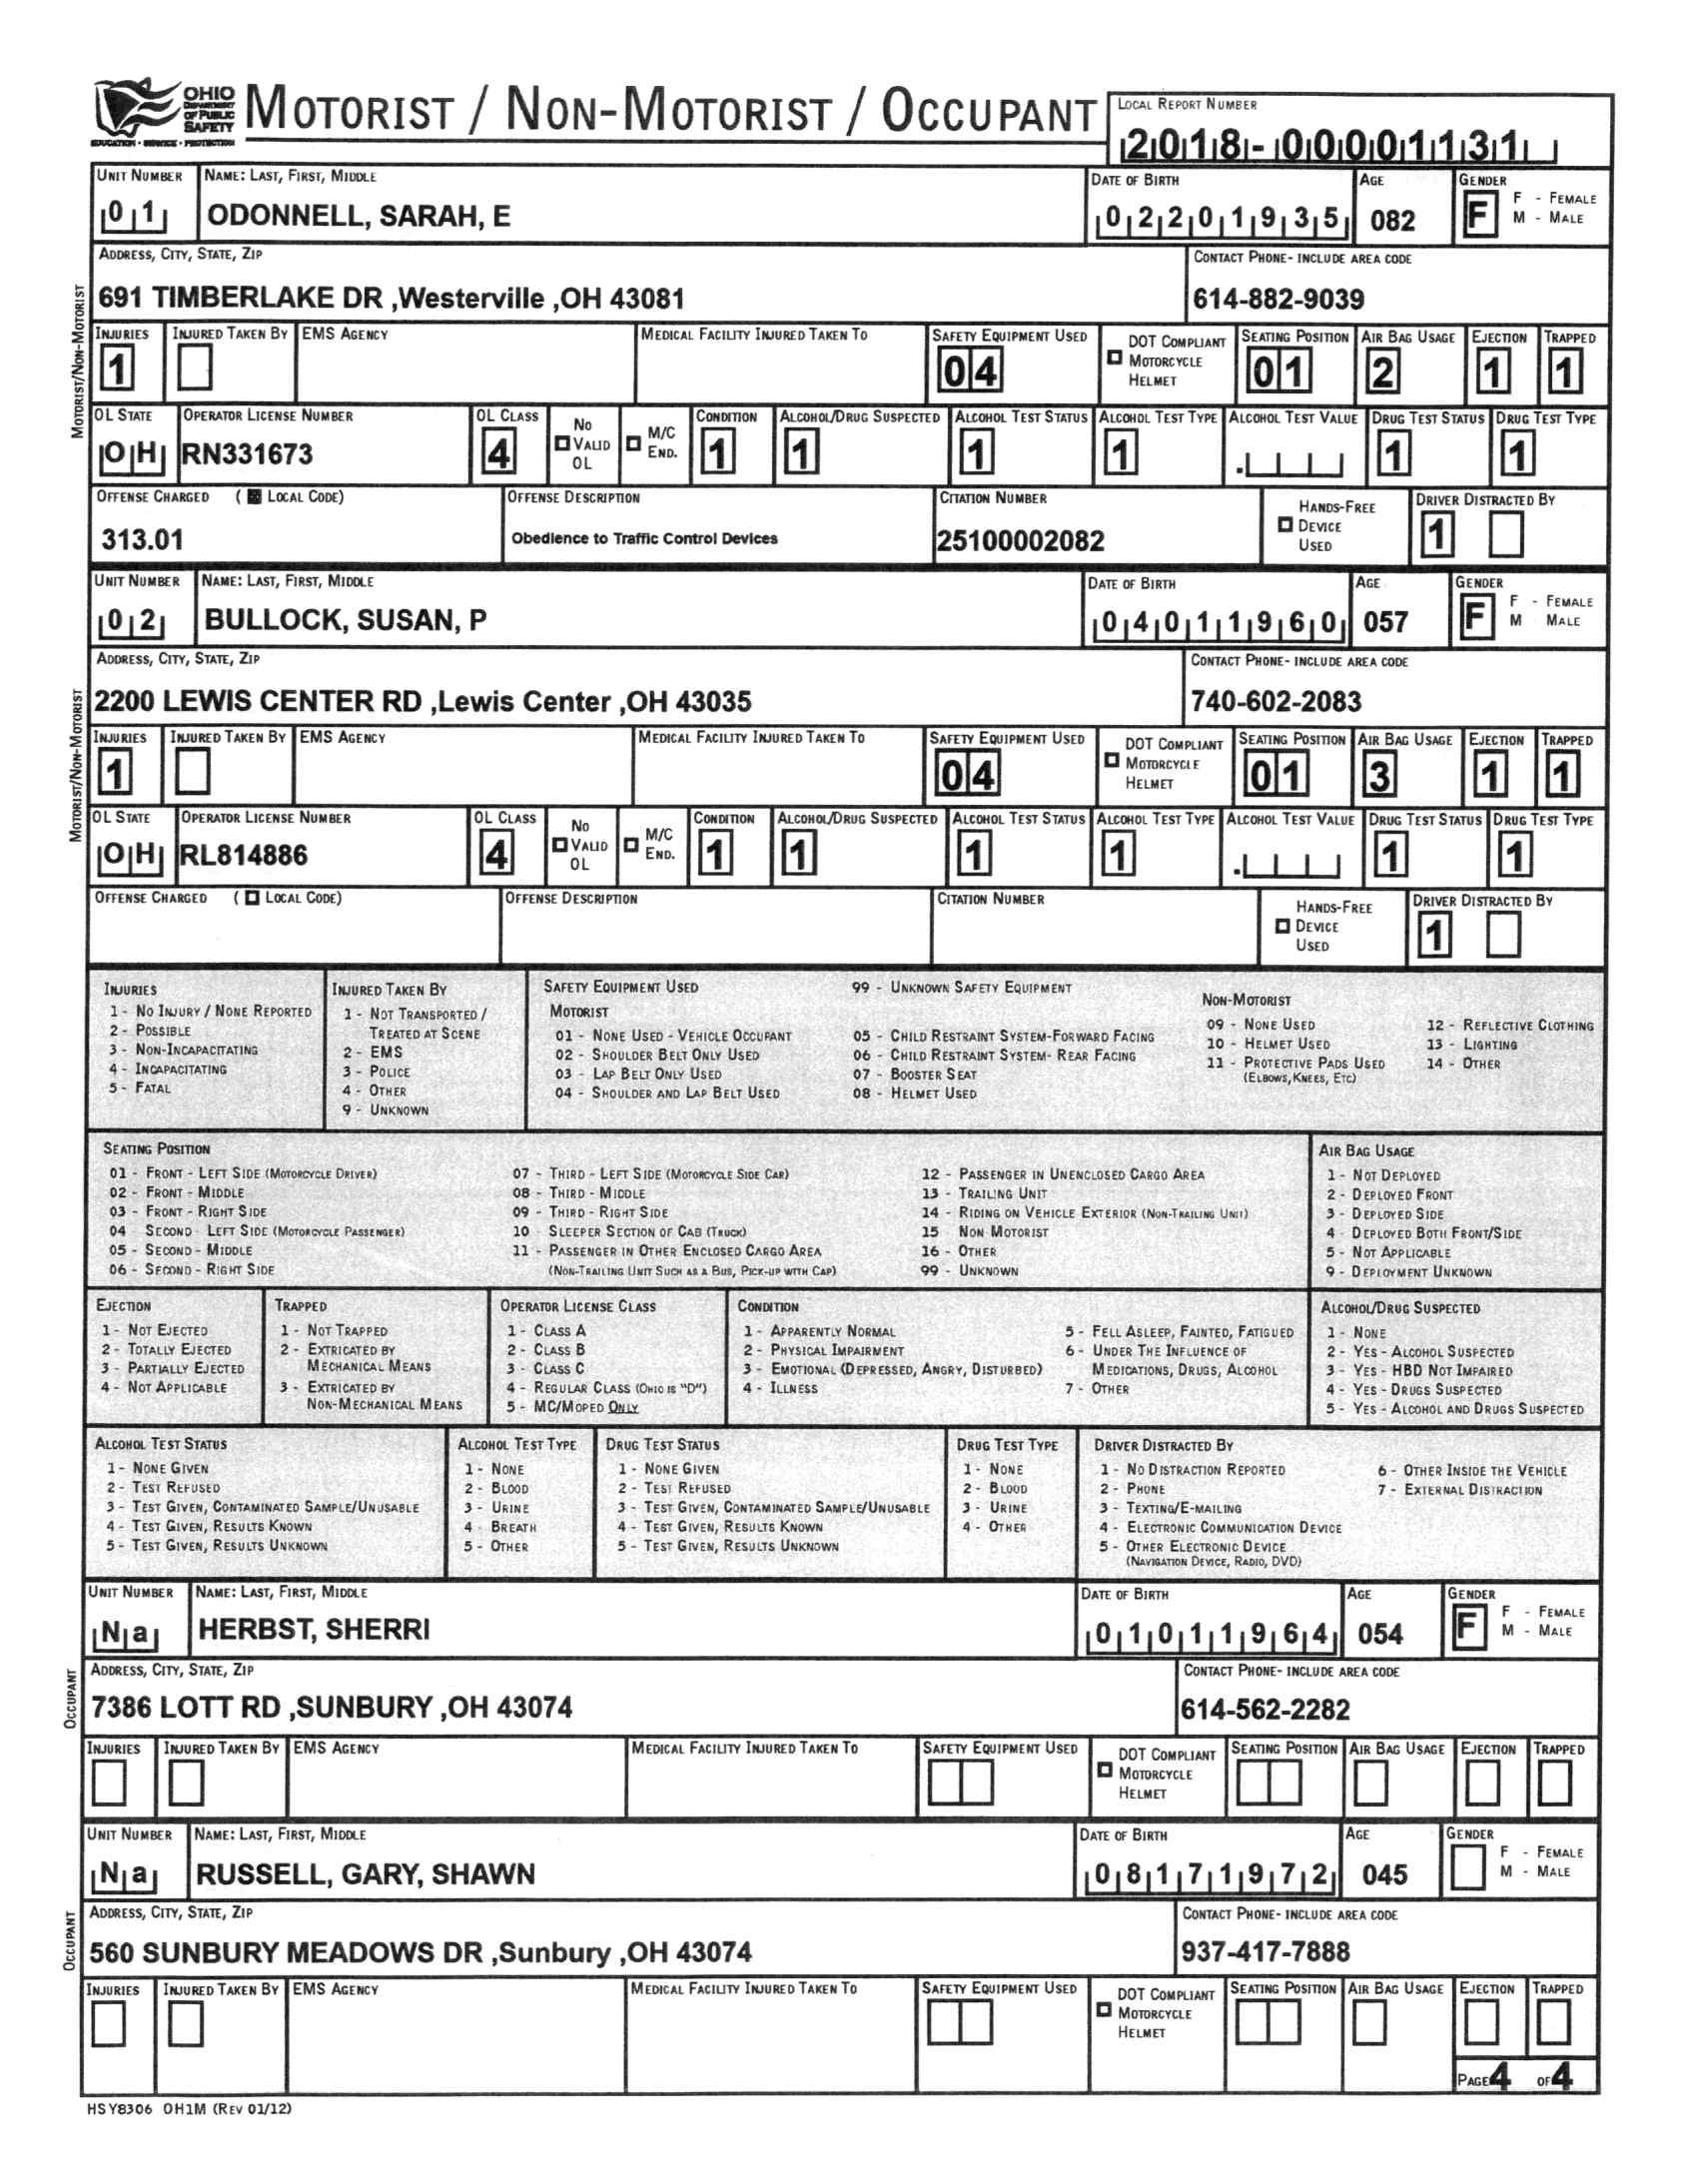 OHIO DEPARTMENT OF PUBLIC SAFETY
EDUCATION - SERVICE - PROTECTION
MOTORIST / NON-MOTORIST / OCCUPANT
LOCAL REPORT NUMBER
2018-00001131
UNIT NUMBER NAME: LAST, FIRST, MIDDLE DATE OF BIRTH AGE GENDER
01 ODONNELL, SARAH, E 02201935 082 F F - FEMALE M - MALE
ADDRESS, CITY, STATE, ZIP CONTACT PHONE- INCLUDE AREA CODE
691 TIMBERLAKE DR ,Westerville ,OH 43081 614-882-9039
MOTORIST/NON-MOTORIST
INJURIES INJURED TAKEN BY EMS AGENCY MEDICAL FACILITY INJURED TAKEN TO SAFETY EQUIPMENT USED DOT COMPLIANT MOTORCYCLE HELMET SEATING POSITION AIR BAG USAGE EJECTION TRAPPED
1 04 01 2 1 1
OL STATE OPERATOR LICENSE NUMBER OL CLASS NO VALID OL M/C END. CONDITION ALCOHOL/DRUG SUSPECTED ALCOHOL TEST STATUS ALCOHOL TEST TYPE ALCOHOL TEST VALUE DRUG TEST STATUS DRUG TEST TYPE
OH RN331673 4 1 1 1 1 . 1 1
OFFENSE CHARGED ( LOCAL CODE) OFFENSE DESCRIPTION CITATION NUMBER HANDS-FREE DEVICE USED DRIVER DISTRACTED BY
313.01 Obedience to Traffic Control Devices 25100002082 1
UNIT NUMBER NAME: LAST, FIRST, MIDDLE DATE OF BIRTH AGE GENDER
02 BULLOCK, SUSAN, P 04011960 057 F F - FEMALE M MALE
ADDRESS, CITY, STATE, ZIP CONTACT PHONE- INCLUDE AREA CODE
2200 LEWIS CENTER RD ,Lewis Center ,OH 43035 740-602-2083
MOTORIST/NON-MOTORIST
INJURIES INJURED TAKEN BY EMS AGENCY MEDICAL FACILITY INJURED TAKEN TO SAFETY EQUIPMENT USED DOT COMPLIANT MOTORCYCLE HELMET SEATING POSITION AIR BAG USAGE EJECTION TRAPPED
1 04 01 3 1 1
OL STATE OPERATOR LICENSE NUMBER OL CLASS NO VALID OL M/C END. CONDITION ALCOHOL/DRUG SUSPECTED ALCOHOL TEST STATUS ALCOHOL TEST TYPE ALCOHOL TEST VALUE DRUG TEST STATUS DRUG TEST TYPE
OH RL814886 4 1 1 1 1 . 1 1
OFFENSE CHARGED ( LOCAL CODE) OFFENSE DESCRIPTION CITATION NUMBER HANDS-FREE DEVICE USED DRIVER DISTRACTED BY
1
INJURIES
1 - NO INJURY / NONE REPORTED
2 - POSSIBLE
3 - NON-INCAPACITATING
4 - INCAPACITATING
5 - FATAL
INJURED TAKEN BY
1 - NOT TRANSPORTED /
TREATED AT SCENE
2 - EMS
3 - POLICE
4 - OTHER
9 - UNKNOWN
SAFETY EQUIPMENT USED
MOTORIST
01 - NONE USED - VEHICLE OCCUPANT
02 - SHOULDER BELT ONLY USED
03 - LAP BELT ONLY USED
04 - SHOULDER AND LAP BELT USED
99 - UNKNOWN SAFETY EQUIPMENT
05 - CHILD RESTRAINT SYSTEM-FORWARD FACING
06 - CHILD RESTRAINT SYSTEM- REAR FACING
07 - BOOSTER SEAT
08 - HELMET USED
NON-MOTORIST
09 - NONE USED
10 - HELMET USED
11 - PROTECTIVE PADS USED
(ELBOWS,KNEES, ETC)
12 - REFLECTIVE CLOTHING
13 - LIGHTING
14 - OTHER
SEATING POSITION
01 - FRONT - LEFT SIDE (MOTORCYCLE DRIVER)
02 - FRONT - MIDDLE
03 - FRONT - RIGHT SIDE
04 SECOND - LEFT SIDE (MOTORCYCLE PASSENGER)
05 - SECOND - MIDDLE
06 - SECOND - RIGHT SIDE
07 - THIRD - LEFT SIDE (MOTORCYCLE SIDE CAR)
08 - THIRD - MIDDLE
09 - THIRD - RIGHT SIDE
10 SLEEPER SECTION OF CAB (TRUCK)
11 - PASSENGER IN OTHER ENCLOSED CARGO AREA
(NON-TRAILING UNIT SUCH AS A BUS, PICK-UP WITH CAP)
12 - PASSENGER IN UNENCLOSED CARGO AREA
13 - TRAILING UNIT
14 - RIDING ON VEHICLE EXTERIOR (NON-TRAILING UNIT)
15 NON MOTORIST
16 - OTHER
99 - UNKNOWN
AIR BAG USAGE
1 - NOT DEPLOYED
2 - DEPLOYED FRONT
3 - DEPLOYED SIDE
4 DEPLOYED BOTH FRONT/SIDE
5 - NOT APPLICABLE
9 - DEPLOYMENT UNKNOWN
EJECTION
1 - NOT EJECTED
2 - TOTALLY EJECTED
3 - PARTIALLY EJECTED
4 - NOT APPLICABLE
TRAPPED
1 - NOT TRAPPED
2 - EXTRICATED BY
MECHANICAL MEANS
3 - EXTRICATED BY
NON-MECHANICAL MEANS
OPERATOR LICENSE CLASS
1 - CLASS A
2 - CLASS B
3 - CLASS C
4 - REGULAR CLASS (OHIO IS "D")
5 - MC/MOPED ONLY
CONDITION
1 - APPARENTLY NORMAL
2 - PHYSICAL IMPAIRMENT
3 - EMOTIONAL (DEPRESSED, ANGRY, DISTURBED)
4 - ILLNESS
5 - FELL ASLEEP, FAINTED, FATIGUED
6 - UNDER THE INFLUENCE OF
MEDICATIONS, DRUGS, ALCOHOL
7 - OTHER
ALCOHOL/DRUG SUSPECTED
1 - NONE
2 - YES - ALCOHOL SUSPECTED
3 - YES - HBD NOT IMPAIRED
4 - YES - DRUGS SUSPECTED
5 - YES - ALCOHOL AND DRUGS SUSPECTED
ALCOHOL TEST STATUS
1 - NONE GIVEN
2 - TEST REFUSED
3 - TEST GIVEN, CONTAMINATED SAMPLE/UNUSABLE
4 - TEST GIVEN, RESULTS KNOWN
5 - TEST GIVEN, RESULTS UNKNOWN
ALCOHOL TEST TYPE
1 - NONE
2 - BLOOD
3 - URINE
4 BREATH
5 - OTHER
DRUG TEST STATUS
1 - NONE GIVEN
2 - TEST REFUSED
3 - TEST GIVEN, CONTAMINATED SAMPLE/UNUSABLE
4 - TEST GIVEN, RESULTS KNOWN
5 - TEST GIVEN, RESULTS UNKNOWN
DRUG TEST TYPE
1 - NONE
2 - BLOOD
3 - URINE
4 - OTHER
DRIVER DISTRACTED BY
1 - NO DISTRACTION REPORTED
2 - PHONE
3 - TEXTING/E-MAILING
4 - ELECTRONIC COMMUNICATION DEVICE
5 - OTHER ELECTRONIC DEVICE
(NAVIGATION DEVICE, RADIO, DVD)
6 - OTHER INSIDE THE VEHICLE
7 - EXTERNAL DISTRACTION
UNIT NUMBER NAME: LAST, FIRST, MIDDLE DATE OF BIRTH AGE GENDER
Na HERBST, SHERRI 01011964 054 F F - FEMALE M - MALE
ADDRESS, CITY, STATE, ZIP CONTACT PHONE- INCLUDE AREA CODE
7386 LOTT RD ,SUNBURY ,OH 43074 614-562-2282
OCCUPANT
INJURIES INJURED TAKEN BY EMS AGENCY MEDICAL FACILITY INJURED TAKEN TO SAFETY EQUIPMENT USED DOT COMPLIANT MOTORCYCLE HELMET SEATING POSITION AIR BAG USAGE EJECTION TRAPPED
UNIT NUMBER NAME: LAST, FIRST, MIDDLE DATE OF BIRTH AGE GENDER
Na RUSSELL, GARY, SHAWN 08171972 045 F - FEMALE M - MALE
ADDRESS, CITY, STATE, ZIP CONTACT PHONE- INCLUDE AREA CODE
560 SUNBURY MEADOWS DR ,Sunbury ,OH 43074 937-417-7888
OCCUPANT
INJURIES INJURED TAKEN BY EMS AGENCY MEDICAL FACILITY INJURED TAKEN TO SAFETY EQUIPMENT USED DOT COMPLIANT MOTORCYCLE HELMET SEATING POSITION AIR BAG USAGE EJECTION TRAPPED
PAGE 4 OF 4
HSY8306 OH1M (REV 01/12)